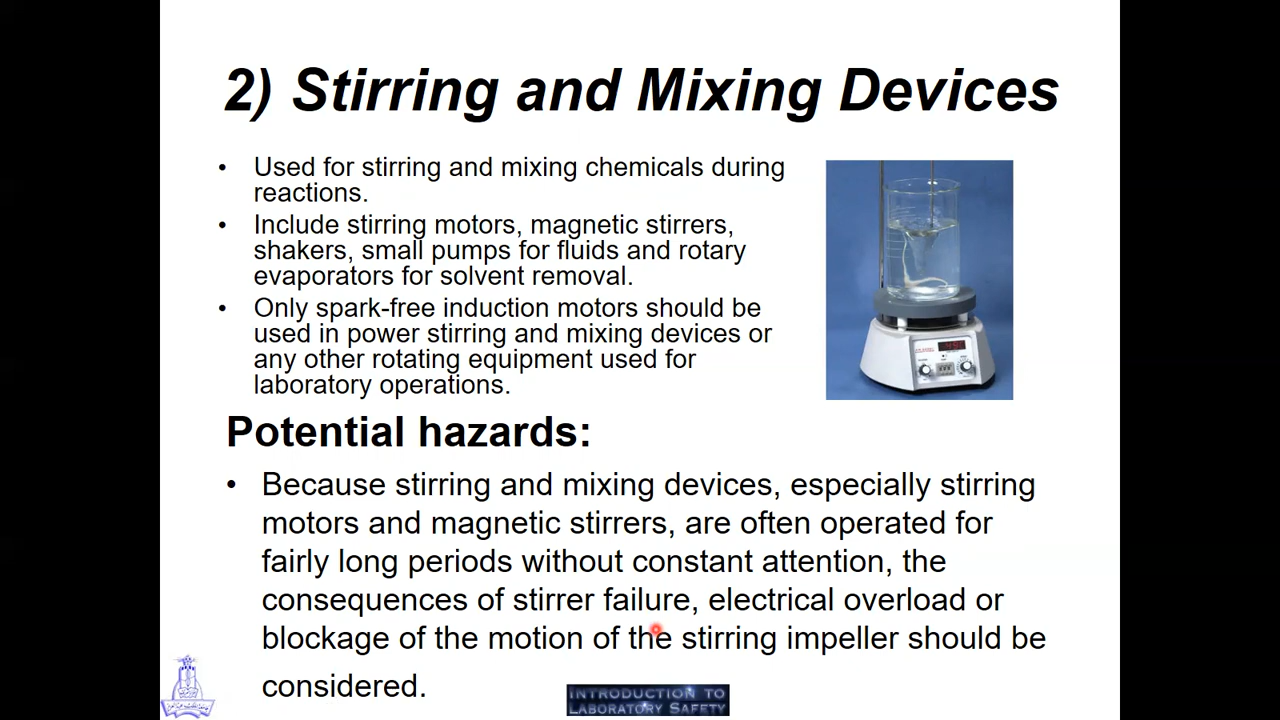 2) Stirring and Mixing Devices
• Used for stirring and mixing chemicals during
reactions.
• Include stirring motors, magnetic stirrers,
shakers, small pumps for fluids and rotary
evaporators for solvent removal.
• Only spark-free induction motors should be
used in power stirring and mixing devices or
any other rotating equipment used for
laboratory operations.
Potential hazards:
• Because stirring and mixing devices, especially stirring
motors and magnetic stirrers, are often operated for
fairly long periods without constant attention, the
consequences of stirrer failure, electrical overload or
blockage of the motion of the stirring impeller should be
considered.
INTRODUCTION TO
LABORATORY SAFETY